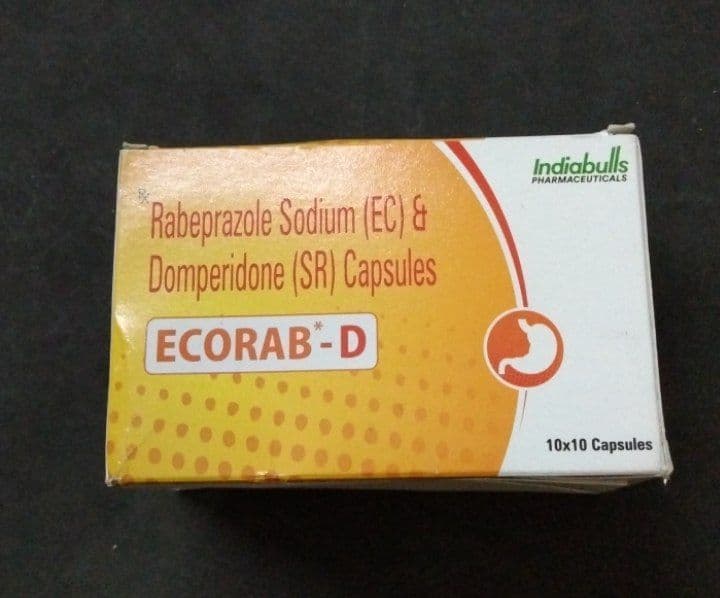 Indiabulls
PHARMACEUTICALS
Rabeprazole Sodium (EC) &
Domperidone (SR) Capsules
ECORAB*-D
10x10 Capsules